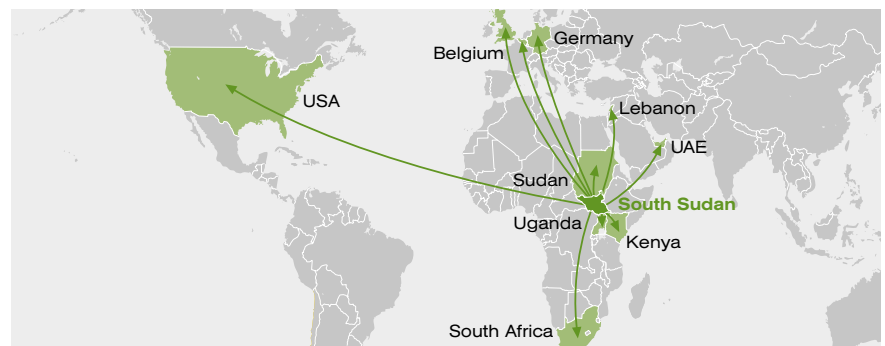 Germany
Belgium
USA
Lebanon
UAE
Sudan
South Sudan
Uganda
Kenya
South Africa